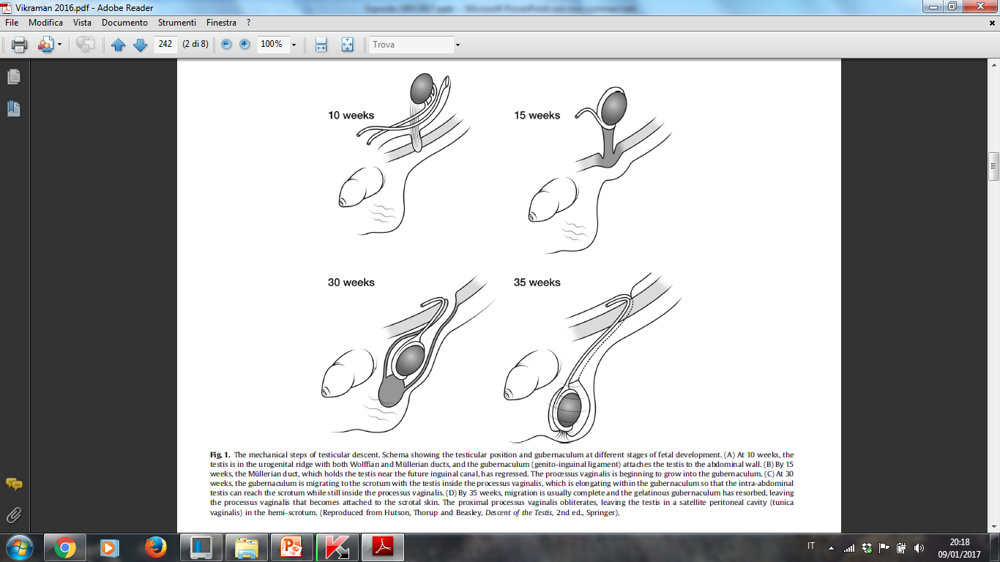 Vikraman 2016.pdf - Adobe Reader
File Modifica Vista Documento Strumenti Finestra ?
242 (2 di 8) 100% Trova
10 weeks
15 weeks
30 weeks
35 weeks
Fig. 1. The mechanical steps of testicular descent. Schema showing the testicular position and gubernaculum at different stages of fetal development. (A) At 10 weeks, the
testis is in the urogenital ridge with both Wolffian and Müllerian ducts, and the gubernaculum (genito-inguinal ligament) attaches the testis to the abdominal wall. (B) By 15
weeks, the Müllerian duct, which holds the testis near the future inguinal canal, has regressed. The processus vaginalis is beginning to grow into the gubernaculum. (C) At 30
weeks, the gubernaculum is migrating to the scrotum with the testis inside the processus vaginalis, which is elongating within the gubernaculum so that the intra-abdominal
testis can reach the scrotum while still inside the processus vaginalis. (D) By 35 weeks, migration is usually complete and the gelatinous gubernaculum has resorbed, leaving
the processus vaginalis that becomes attached to the scrotal skin. The proximal processus vaginalis obliterates, leaving the testis in a satellite peritoneal cavity (tunica
vaginalis) in the hemi-scrotum. (Reproduced from Hutson, Thorup and Beasley, Descent of the Testis, 2nd ed., Springer).
IT
20:18
09/01/2017